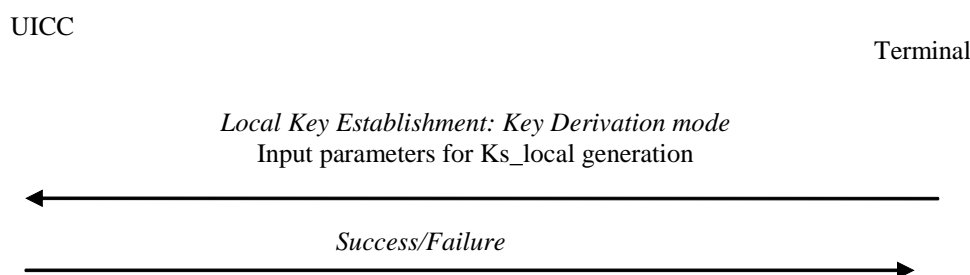 UICC
Terminal
Local Key Establishment: Key Derivation mode
Input parameters for Ks_local generation
Success/Failure